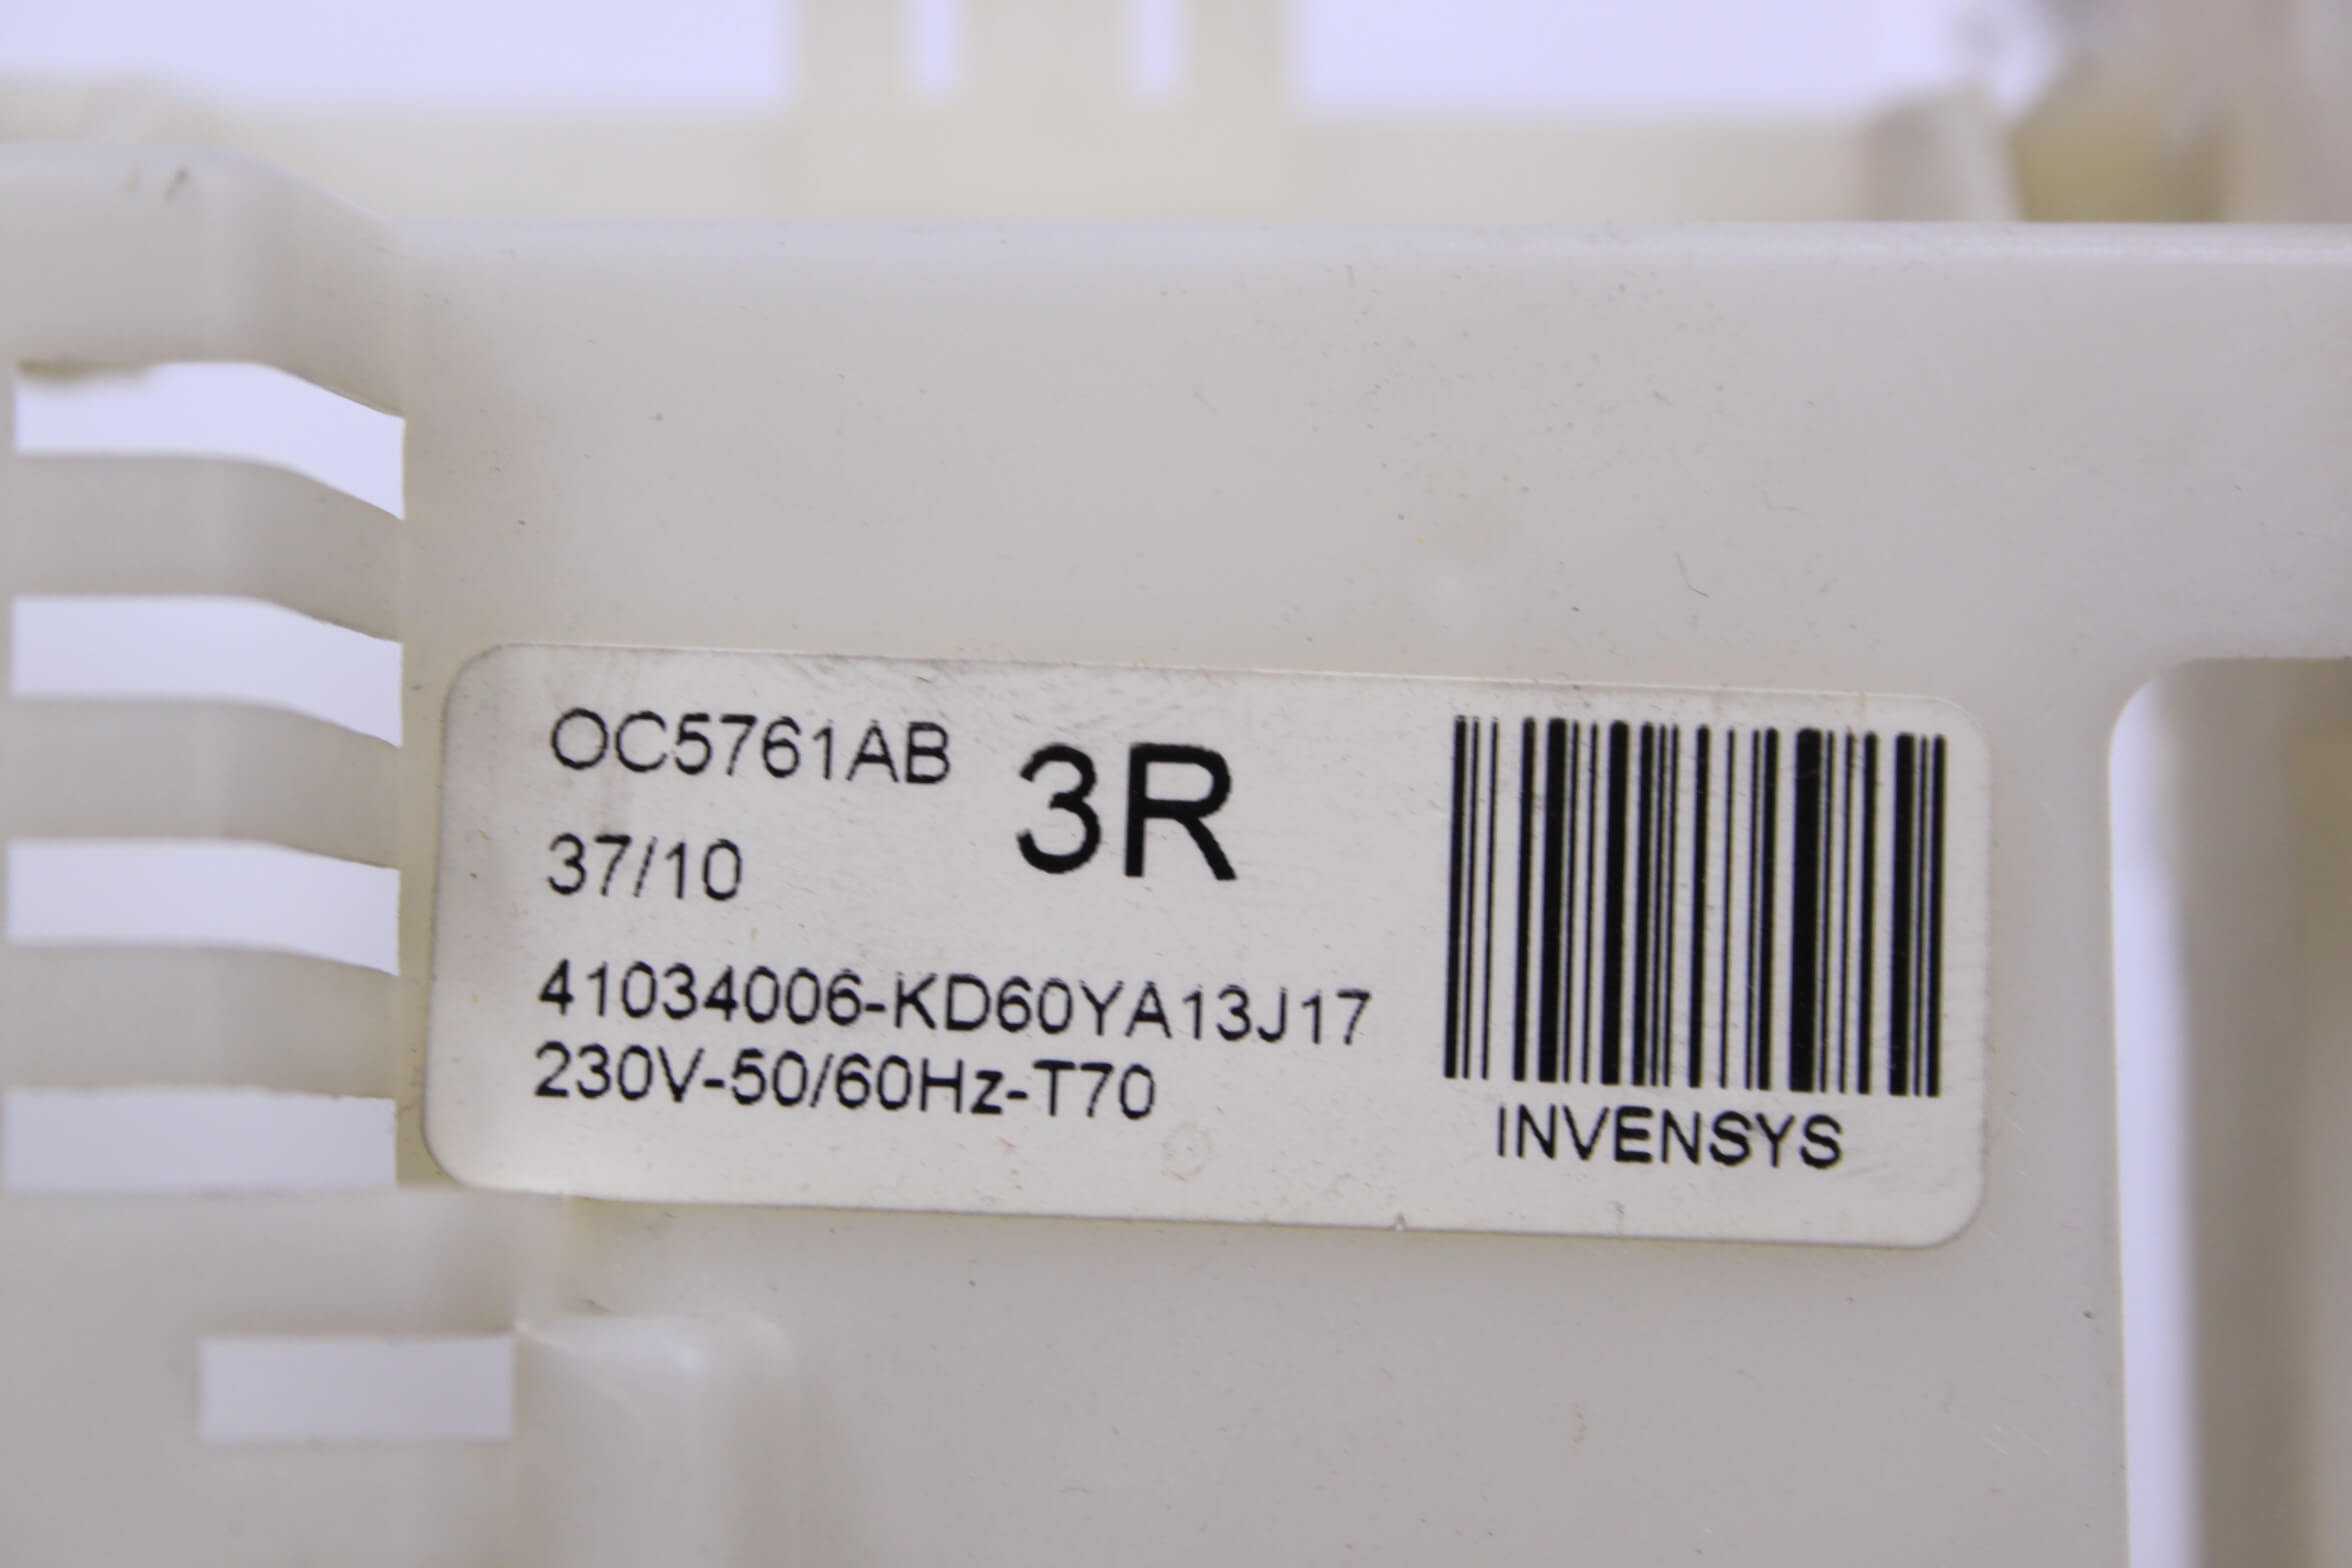 OC5761AB 3R
37/10
41034006-KD60YA13J17
230V-50/60Hz-T70
INVENSYS